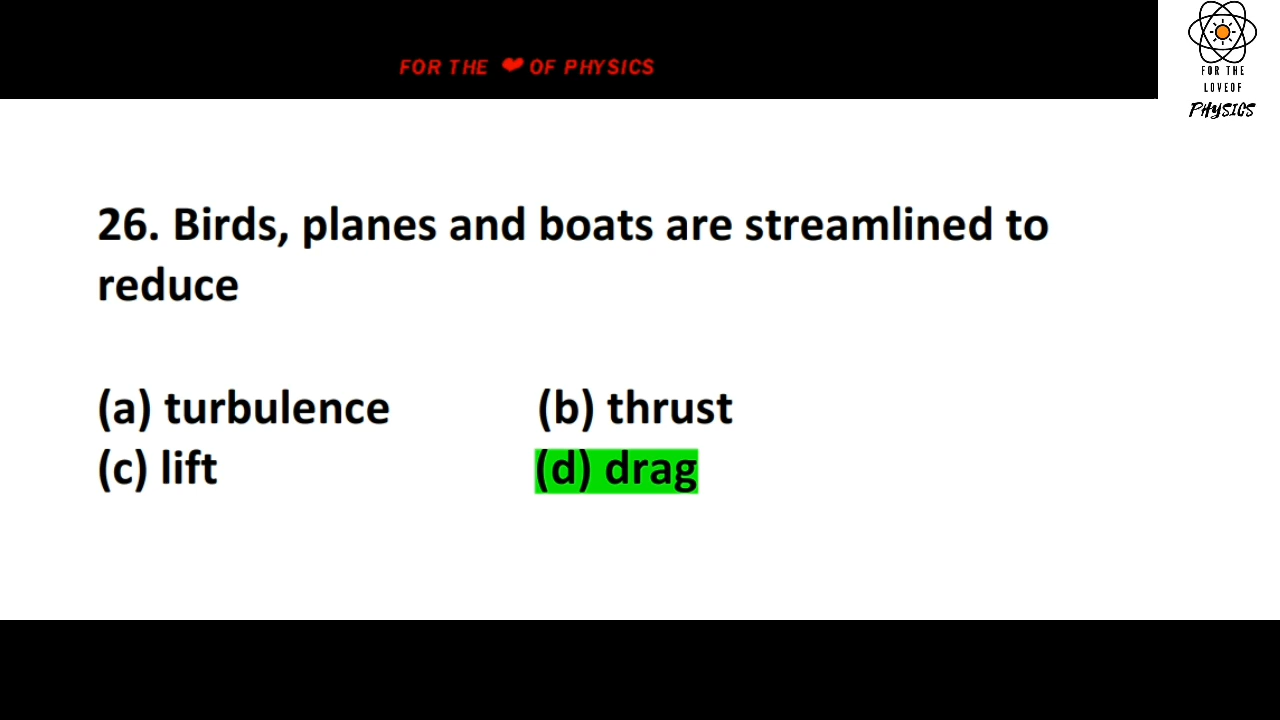 FOR THE ❤ OF PHYSICS
FOR THE
LOVEOF
PHYSICS
26. Birds, planes and boats are streamlined to
reduce
(a) turbulence (b) thrust
(c) lift (d) drag